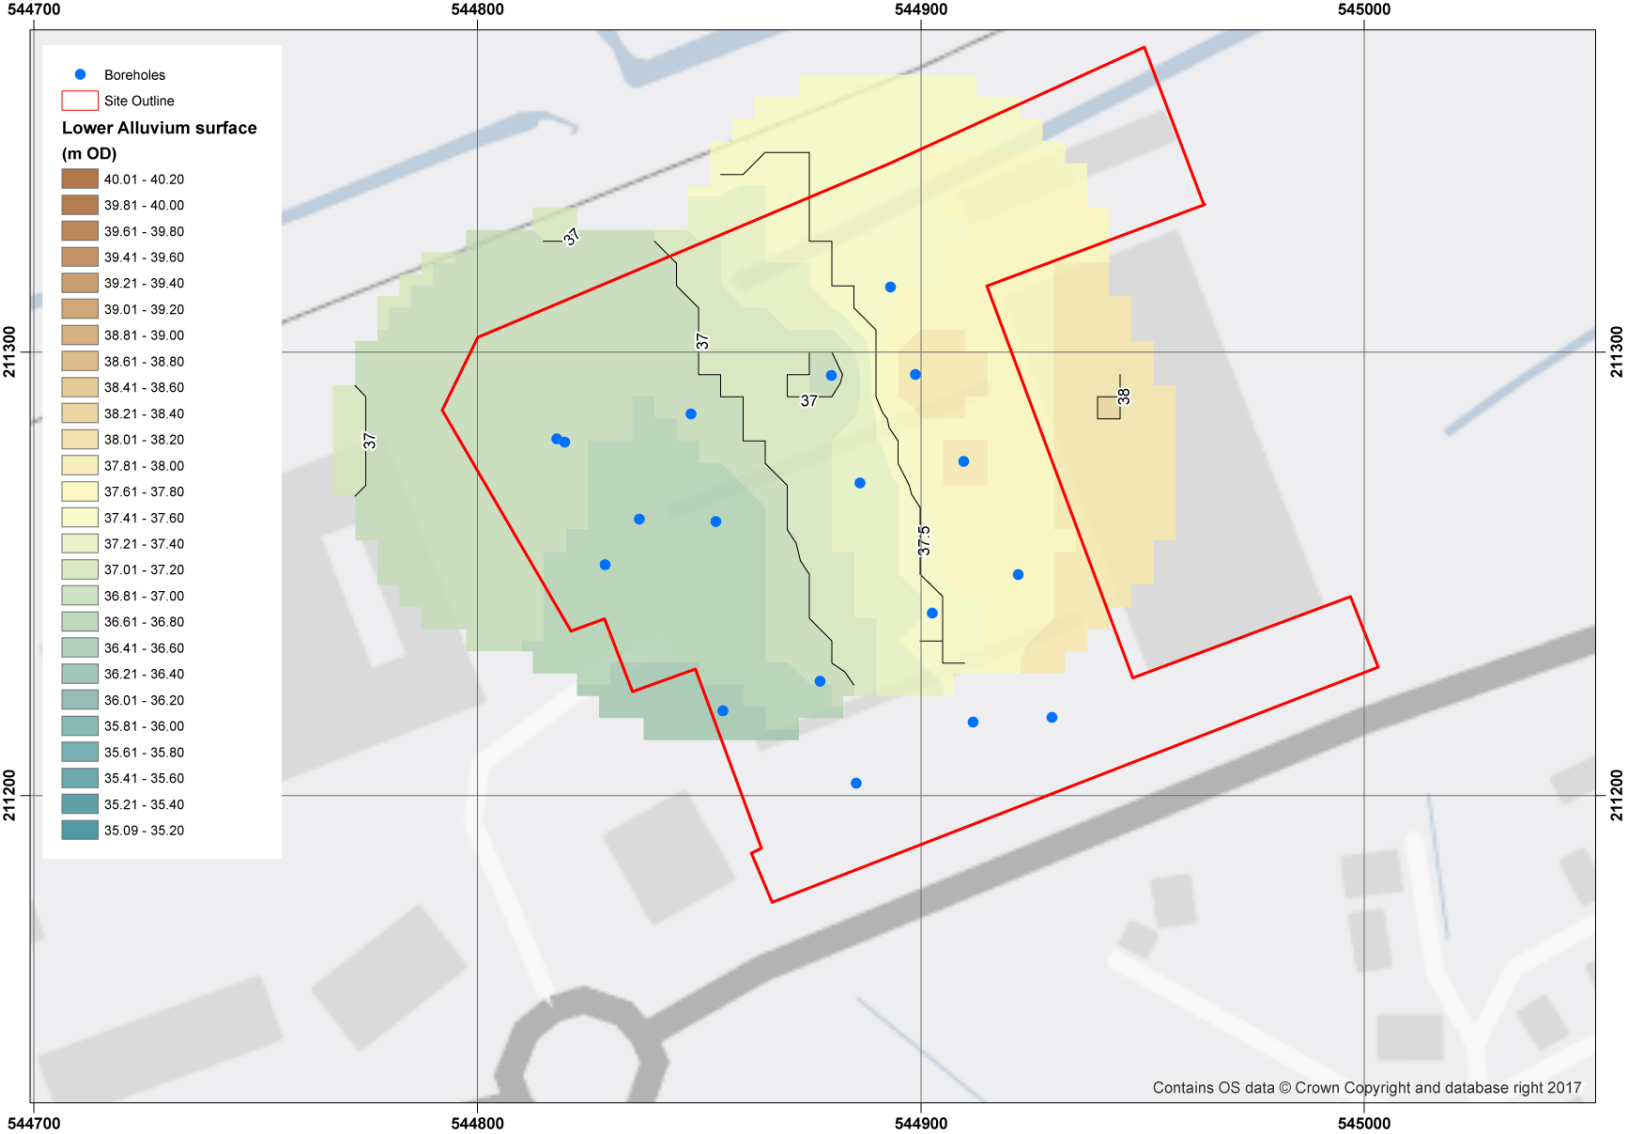 544700
544800
544900
545000
Boreholes
Site Outline
Lower Alluvium surface
(m OD)
40.01 - 40.20
39.81 - 40.00
39.61 - 39.80
39.41 - 39.60
39.21 - 39.40
39.01 - 39.20
38.81 - 39.00
38.61 - 38.80
38.41 - 38.60
38.21 - 38.40
38.01 - 38.20
37.81 - 38.00
37.61 - 37.80
37.41 - 37.60
37.21 - 37.40
37.01 - 37.20
36.81 - 37.00
36.61 - 36.80
36.41 - 36.60
36.21 - 36.40
36.01 - 36.20
35.81 - 36.00
35.61 - 35.80
35.41 - 35.60
35.21 - 35.40
35.09 - 35.20
37
37
37
37
37.5
38
211300
211300
211200
211200
Contains OS data © Crown Copyright and database right 2017
544700
544800
544900
545000